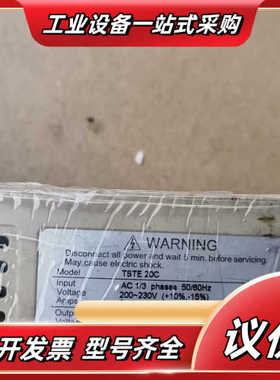 工业设备一站式采购
WARNING
Disconnect all power and wait 5 min. before servicing.
May cause electric shock.
Model TSTE 20C
Input AC 1/3 phases 50/60Hz
Voltage 200~230V (+10%,-15%)
Amps
Output
开发票 型号齐全
议价